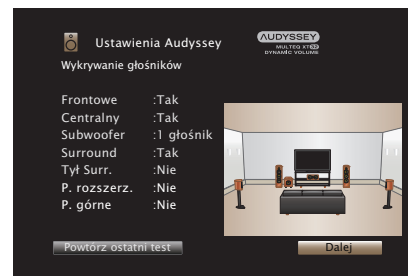 Ustawienia Audyssey
AUDYSSEY
MULTEQ XT32
DYNAMIC VOLUME
Wykrywanie głośników
Frontowe :Tak
Centralny :Tak
Subwoofer :1 głośnik
Surround :Tak
Tył Surr. :Nie
P. rozszerz. :Nie
P. górne :Nie
Powtórz ostatni test
Dalej